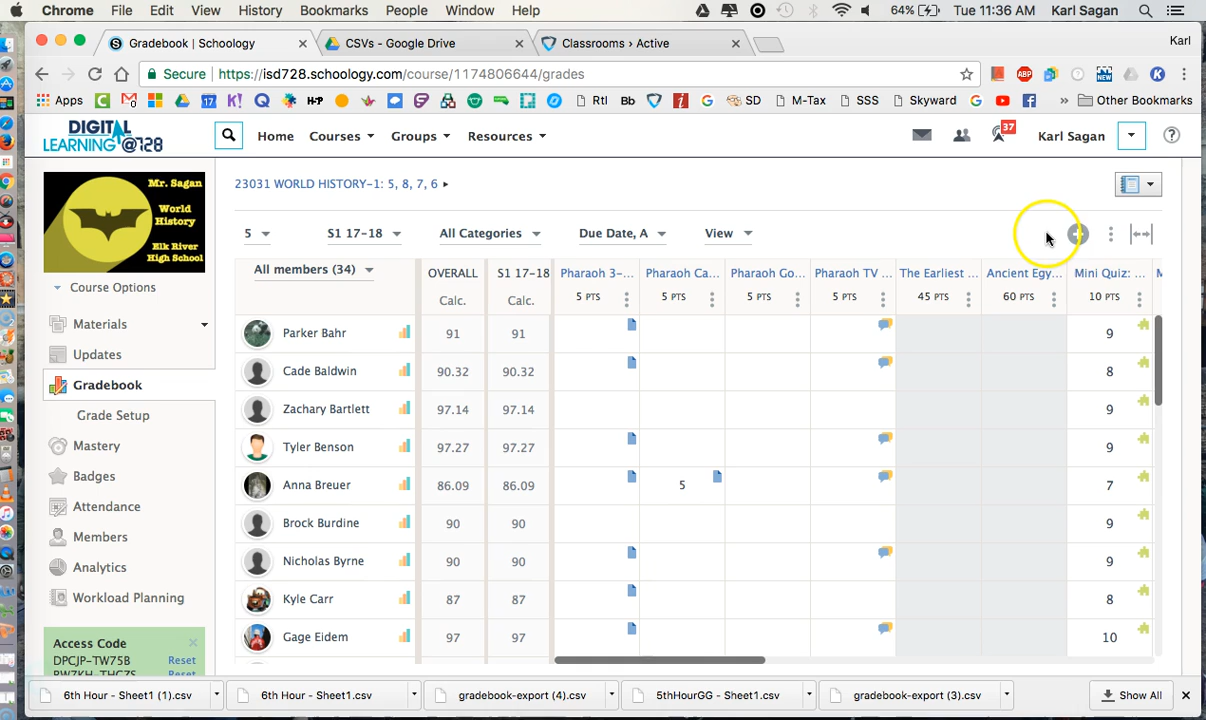 Chrome File Edit View History Bookmarks People Window Help 64% Tue 11:36 AM Karl Sagan
Gradebook | Schoology CSVs - Google Drive Classrooms › Active Karl
Secure https://isd728.schoology.com/course/1174806644/grades
Apps RtI Bb SD M-Tax SSS Skyward » Other Bookmarks
DIGITAL LEARNING @728 Home Courses Groups Resources 37 Karl Sagan
Mr. Sagan
World
History
Elk River
High School
Course Options
Materials
Updates
Gradebook
Grade Setup
Mastery
Badges
Attendance
Members
Analytics
Workload Planning
Access Code
DPCJP-TW75B Reset
23031 WORLD HISTORY-1: 5, 8, 7, 6
5 S1 17-18 All Categories Due Date, A View
All members (34) OVERALL S1 17-18 Pharaoh 3-... Pharaoh Ca... Pharaoh Go... Pharaoh TV ... The Earliest ... Ancient Egy... Mini Quiz: ...
Calc. Calc. 5 PTS 5 PTS 5 PTS 5 PTS 45 PTS 60 PTS 10 PTS
Parker Bahr 91 91 9
Cade Baldwin 90.32 90.32 8
Zachary Bartlett 97.14 97.14 9
Tyler Benson 97.27 97.27 9
Anna Breuer 86.09 86.09 5 7
Brock Burdine 90 90 9
Nicholas Byrne 90 90 9
Kyle Carr 87 87 8
Gage Eidem 97 97 10
6th Hour - Sheet1 (1).csv 6th Hour - Sheet1.csv gradebook-export (4).csv 5thHourGG - Sheet1.csv gradebook-export (3).csv Show All